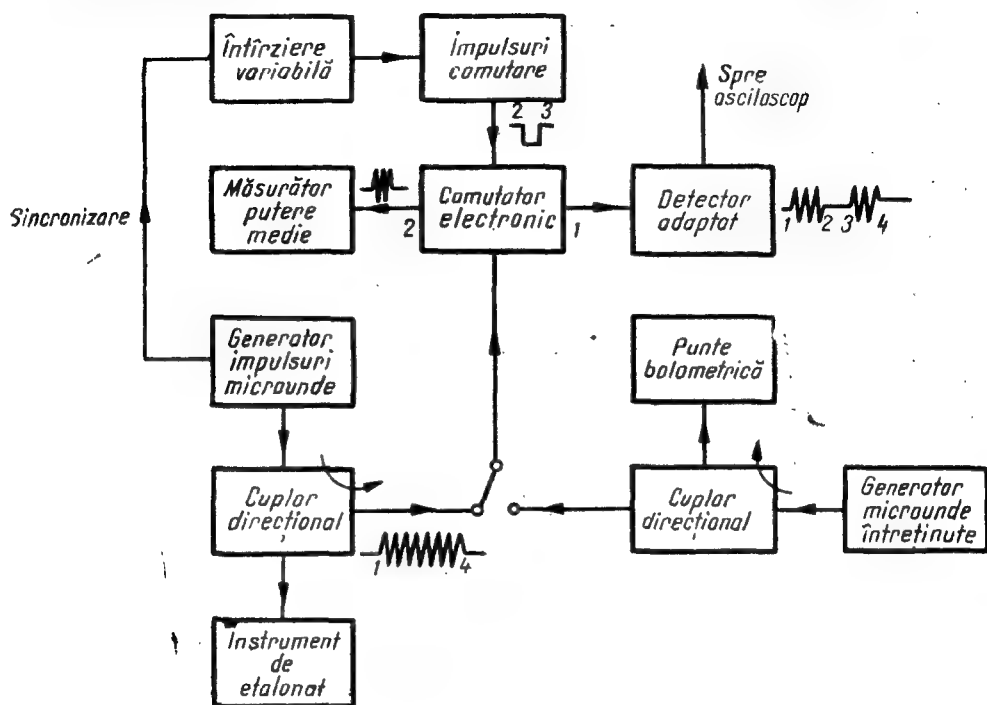 Întîrziere
variabilă
Impulsuri
comutare
Spre
osciloscop
2 3
Măsurător
putere
medie
2
Comutator
electronic
1
Detector
adaptat
1 2 3 4
Sincronizare
Generator
impulsuri
microunde
Punte
bolometrică
Cuplor
direcțional
1 4
Cuplor
direcțional
Generator
microunde
întreținute
Instrument
de
etalonat